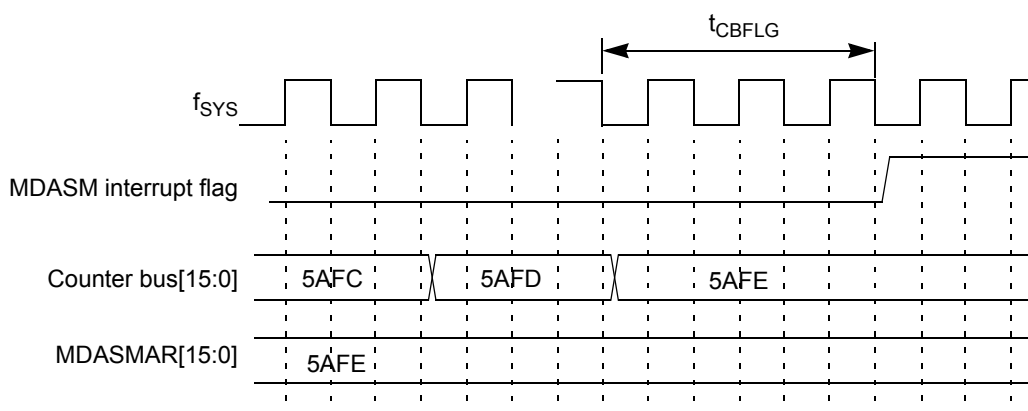 tCBFLG
fSYS
MDASM interrupt flag
Counter bus[15:0] 5AFC 5AFD 5AFE
MDASMAR[15:0] 5AFE